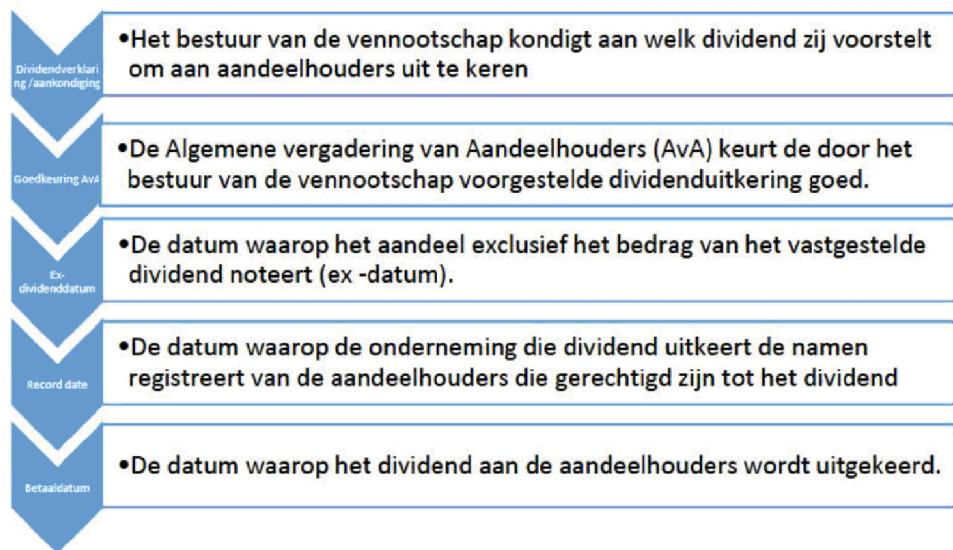 Dividendverklari
ng /aankondiging
•Het bestuur van de vennootschap kondigt aan welk dividend zij voorstelt
om aan aandeelhouders uit te keren
Goedkeuring AvA
•De Algemene vergadering van Aandeelhouders (AvA) keurt de door het
bestuur van de vennootschap voorgestelde dividenduitkering goed.
Ex-
dividenddatum
•De datum waarop het aandeel exclusief het bedrag van het vastgestelde
dividend noteert (ex -datum).
Record date
•De datum waarop de onderneming die dividend uitkeert de namen
registreert van de aandeelhouders die gerechtigd zijn tot het dividend
Betaaldatum
•De datum waarop het dividend aan de aandeelhouders wordt uitgekeerd.